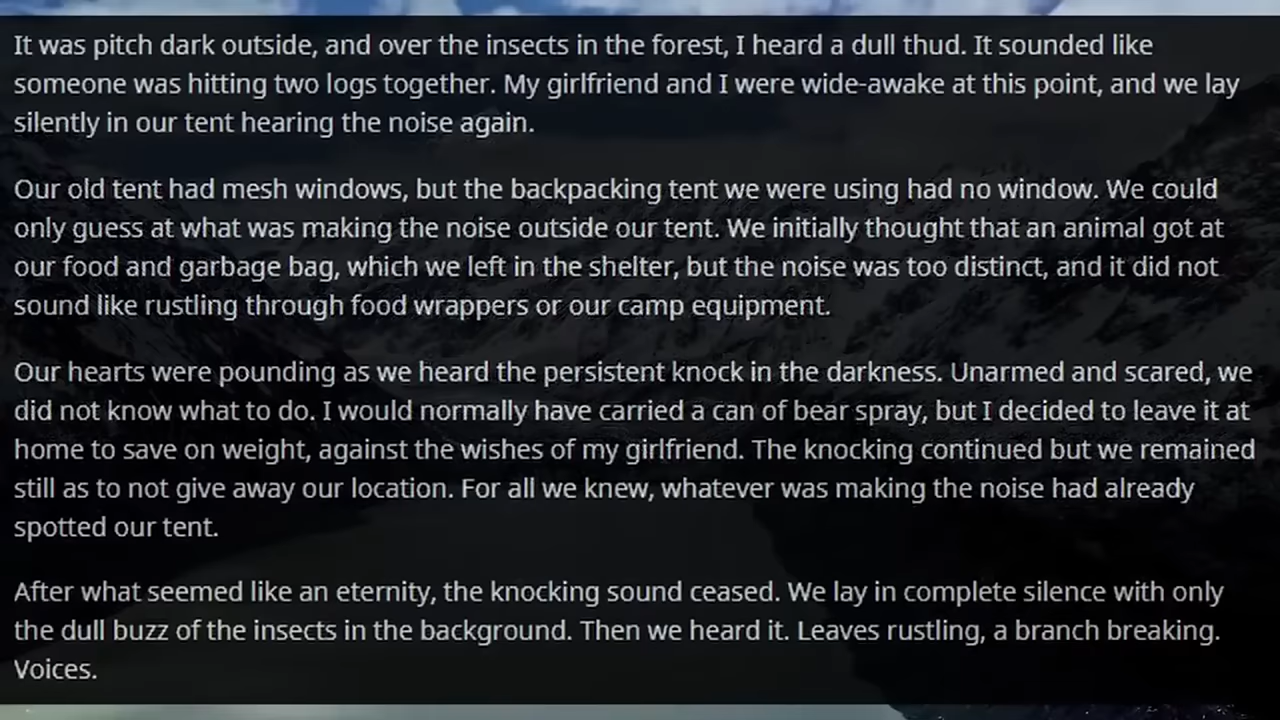 It was pitch dark outside, and over the insects in the forest, I heard a dull thud. It sounded like
someone was hitting two logs together. My girlfriend and I were wide-awake at this point, and we lay
silently in our tent hearing the noise again.
Our old tent had mesh windows, but the backpacking tent we were using had no window. We could
only guess at what was making the noise outside our tent. We initially thought that an animal got at
our food and garbage bag, which we left in the shelter, but the noise was too distinct, and it did not
sound like rustling through food wrappers or our camp equipment.
Our hearts were pounding as we heard the persistent knock in the darkness. Unarmed and scared, we
did not know what to do. I would normally have carried a can of bear spray, but I decided to leave it at
home to save on weight, against the wishes of my girlfriend. The knocking continued but we remained
still as to not give away our location. For all we knew, whatever was making the noise had already
spotted our tent.
After what seemed like an eternity, the knocking sound ceased. We lay in complete silence with only
the dull buzz of the insects in the background. Then we heard it. Leaves rustling, a branch breaking.
Voices.